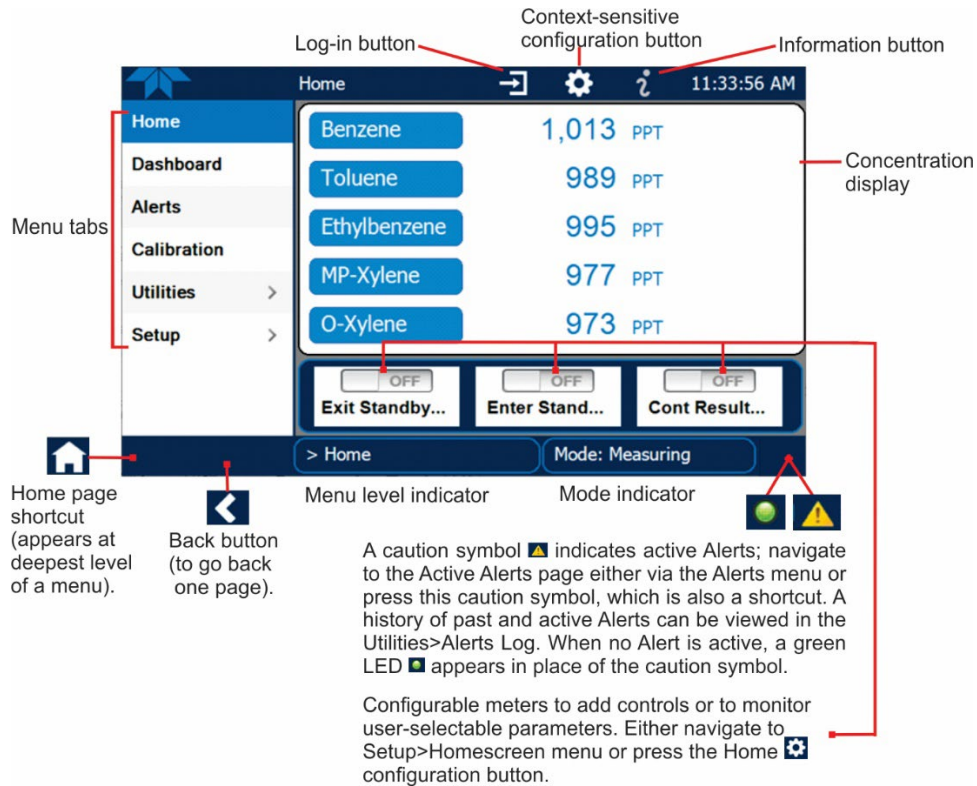 Context-sensitive
configuration button
Log-in button
Information button
Home
11:33:56 AM
Home
Dashboard
Alerts
Calibration
Utilities >
Setup >
Menu tabs
Benzene 1,013 PPT
Toluene 989 PPT
Ethylbenzene 995 PPT
MP-Xylene 977 PPT
O-Xylene 973 PPT
Concentration
display
OFF
Exit Standby...
OFF
Enter Stand...
OFF
Cont Result...
> Home
Mode: Measuring
Home page
shortcut
(appears at
deepest level
of a menu).
Back button
(to go back
one page).
Menu level indicator
Mode indicator
A caution symbol indicates active Alerts; navigate
to the Active Alerts page either via the Alerts menu or
press this caution symbol, which is also a shortcut. A
history of past and active Alerts can be viewed in the
Utilities>Alerts Log. When no Alert is active, a green
LED appears in place of the caution symbol.
Configurable meters to add controls or to monitor
user-selectable parameters. Either navigate to
Setup>Homescreen menu or press the Home
configuration button.